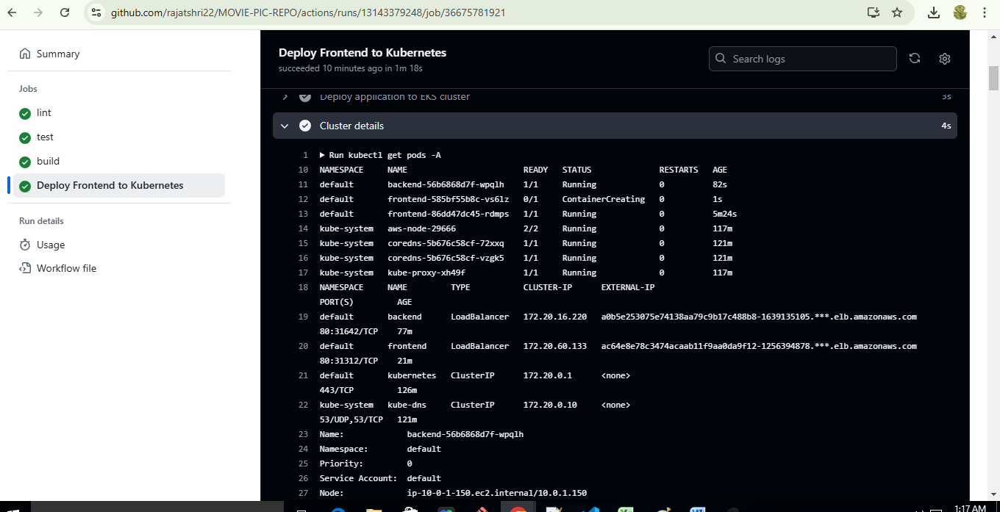 github.com/rajatshri22/MOVIE-PIC-REPO/actions/runs/13143379248/job/36675781921
Summary
Jobs
lint
test
build
Deploy Frontend to Kubernetes
Run details
Usage
Workflow file
Deploy Frontend to Kubernetes
succeeded 10 minutes ago in 1m 18s
Search logs
Deploy application to EKS cluster 3s
Cluster details 4s
1 ▶ Run kubectl get pods -A
10 NAMESPACE NAME READY STATUS RESTARTS AGE
11 default backend-56b6868d7f-wpqlh 1/1 Running 0 82s
12 default frontend-585bf55b8c-vs6lz 0/1 ContainerCreating 0 1s
13 default frontend-86dd47dc45-rdmps 1/1 Running 0 5m24s
14 kube-system aws-node-29666 2/2 Running 0 117m
15 kube-system coredns-5b676c58cf-72xxq 1/1 Running 0 121m
16 kube-system coredns-5b676c58cf-vzgk5 1/1 Running 0 121m
17 kube-system kube-proxy-xh49f 1/1 Running 0 117m
18 NAMESPACE NAME TYPE CLUSTER-IP EXTERNAL-IP
PORT(S) AGE
19 default backend LoadBalancer 172.20.16.220 a0b5e253075e74138aa79c9b17c488b8-1639135105.***.elb.amazonaws.com
80:31642/TCP 77m
20 default frontend LoadBalancer 172.20.60.133 ac64e8e78c3474acaab11f9aa0da9f12-1256394878.***.elb.amazonaws.com
80:31312/TCP 21m
21 default kubernetes ClusterIP 172.20.0.1 <none>
443/TCP 126m
22 kube-system kube-dns ClusterIP 172.20.0.10 <none>
53/UDP,53/TCP 121m
23 Name: backend-56b6868d7f-wpqlh
24 Namespace: default
25 Priority: 0
26 Service Account: default
27 Node: ip-10-0-1-150.ec2.internal/10.0.1.150
1:17 AM